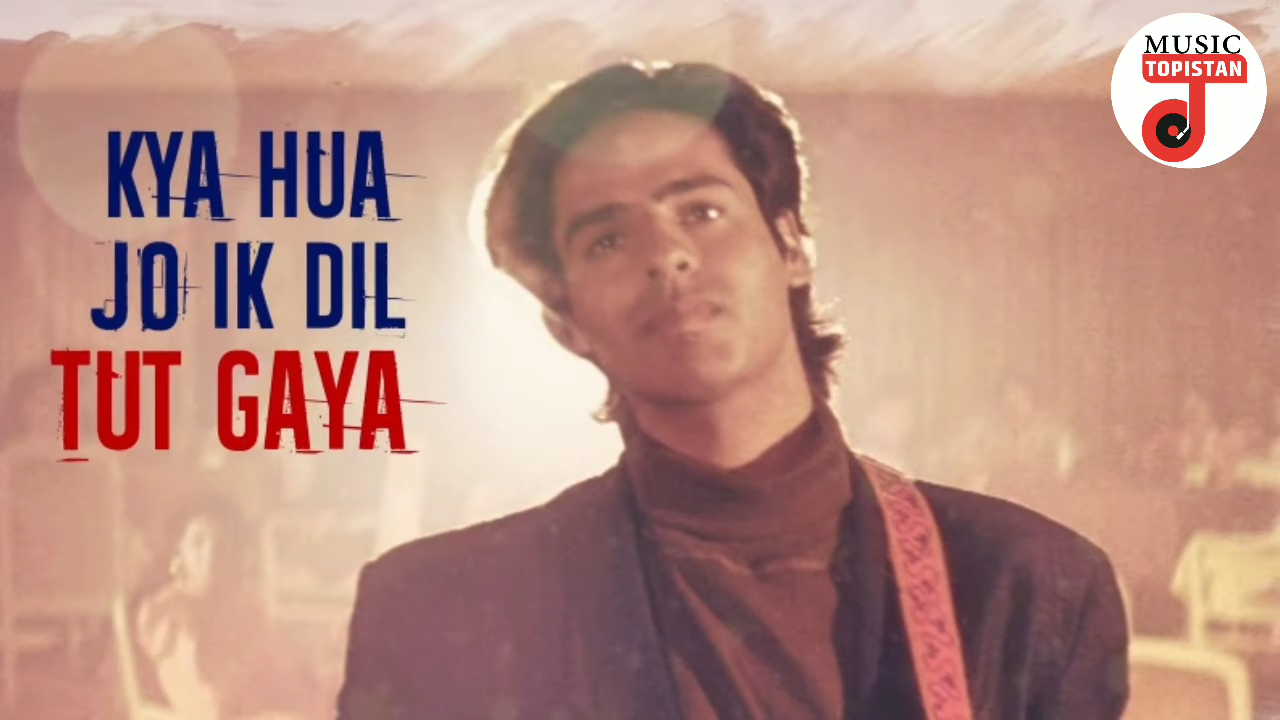 KYA HUA
JO IK DIL
TUT GAYA
MUSIC
TOPISTAN